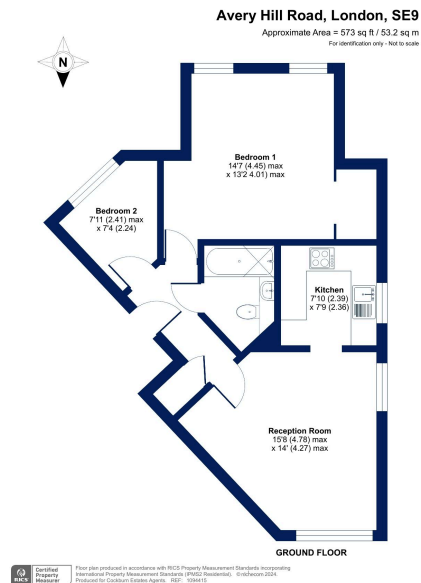 Avery Hill Road, London, SE9
Approximate Area = 573 sq ft / 53.2 sq m
For identification only - Not to scale
N
Bedroom 1
14'7 (4.45) max
x 13'2 4.01) max
Bedroom 2
7'11 (2.41) max
x 7'4 (2.24)
Kitchen
7'10 (2.39)
x 7'9 (2.36)
Reception Room
15'8 (4.78) max
x 14' (4.27) max
GROUND FLOOR
RICS
Certified
Property
Measurer
Floor plan produced in accordance with RICS Property Measurement Standards incorporating
International Property Measurement Standards (IPMS2 Residential). © nichecom 2024.
Produced for Cockburn Estates Agents. REF: 1094415